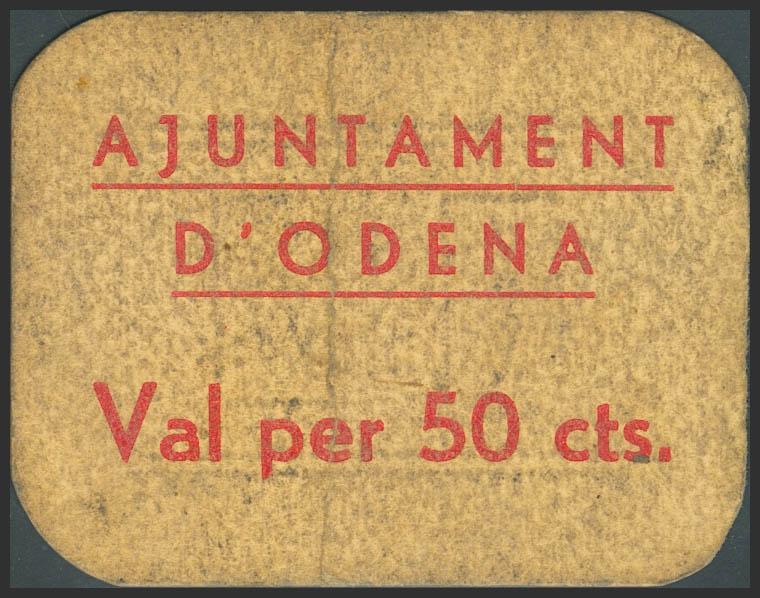 AJUNTAMENT
D'ODENA
Val per 50 cts.